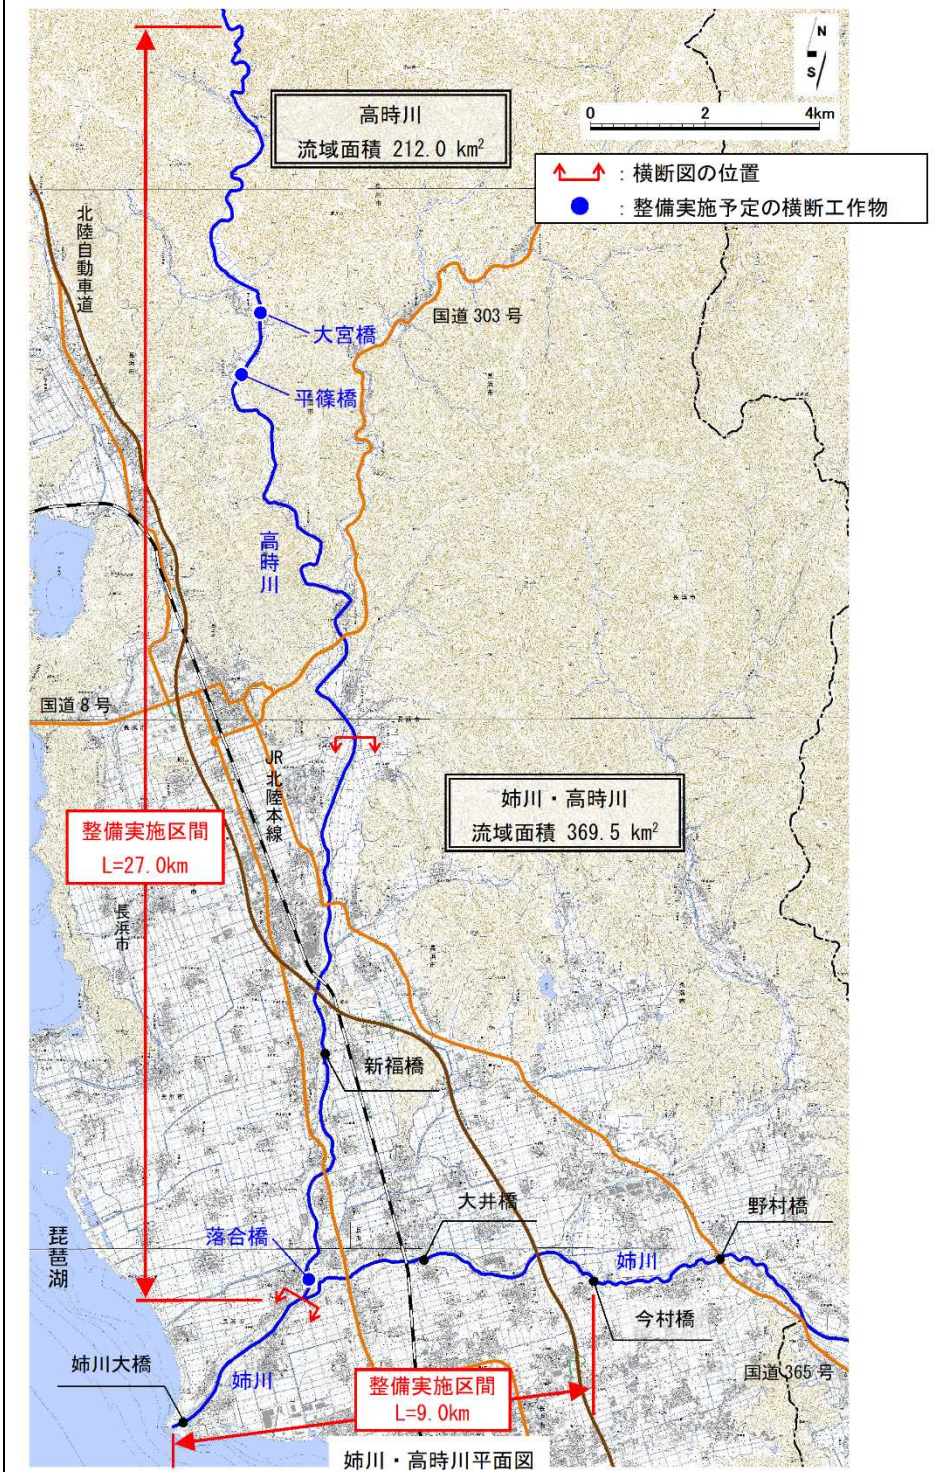 N
S
0 2 4km
高時川
流域面積 212.0 km²
：横断図の位置
：整備実施予定の横断工作物
北陸自動車道
国道 303 号
大宮橋
平篠橋
高時川
国道 8 号
JR北陸本線
姉川・高時川
流域面積 369.5 km²
整備実施区間
L=27.0km
長浜市
新福橋
大井橋
野村橋
落合橋
琵琶湖
姉川
今村橋
姉川大橋
姉川
国道 365 号
整備実施区間
L=9.0km
姉川・高時川平面図